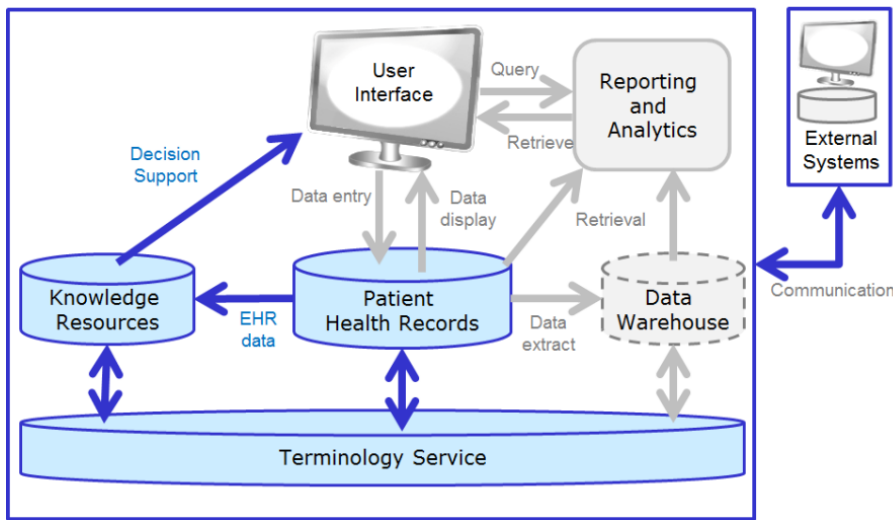 User
Interface
Query
Retrieve
Reporting
and
Analytics
External
Systems
Decision
Support
Data entry
Data
display
Retrieval
Communication
Knowledge
Resources
EHR
data
Patient
Health Records
Data
extract
Data
Warehouse
Terminology Service